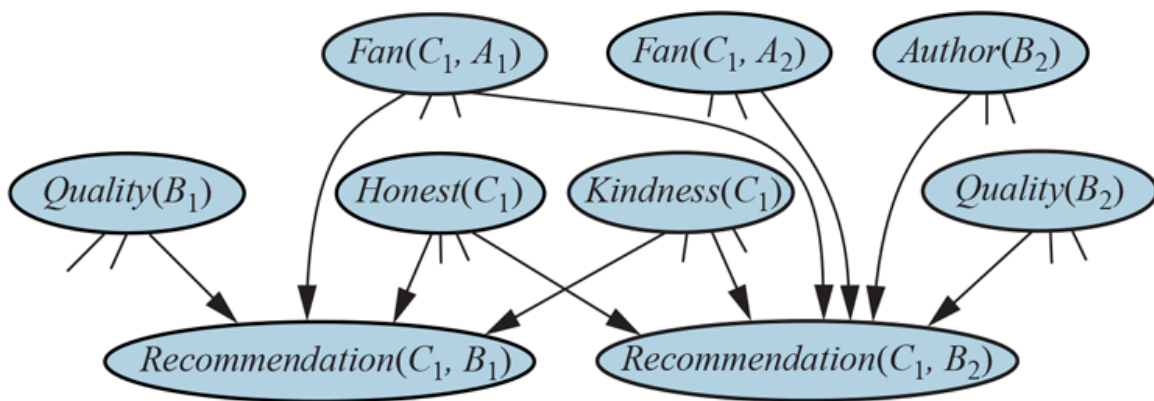 Fan(C₁, A₁) Fan(C₁, A₂) Author(B₂)
Quality(B₁) Honest(C₁) Kindness(C₁) Quality(B₂)
Recommendation(C₁, B₁) Recommendation(C₁, B₂)